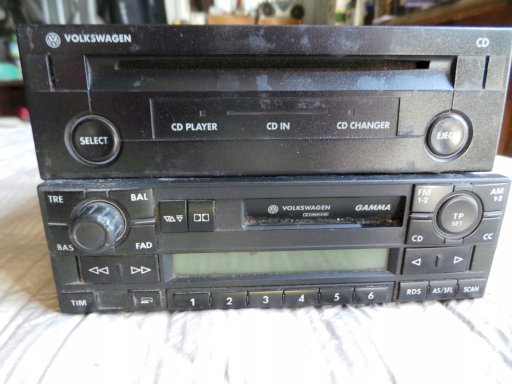 VOLKSWAGEN CD
SELECT CD PLAYER CD IN CD CHANGER EJECT
TRE BAL VOLKSWAGEN GAMMA FM 1-2 TP SET AM 1-2
BAS FAD CD CC
TIM 1 2 3 4 5 6 RDS AS/SFL SCAN